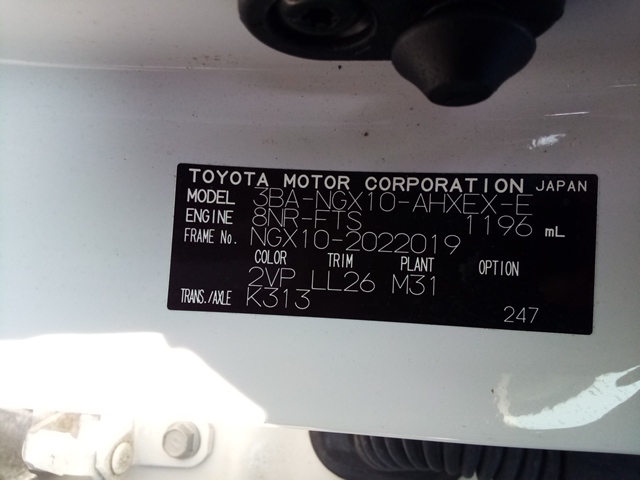 TOYOTA MOTOR CORPORATION JAPAN
MODEL 3BA-NGX10-AHXEX-E
ENGINE 8NR-FTS 1196 mL
FRAME No. NGX10-2022019
COLOR TRIM PLANT OPTION
2VP LL26 M31
TRANS./AXLE K313
247